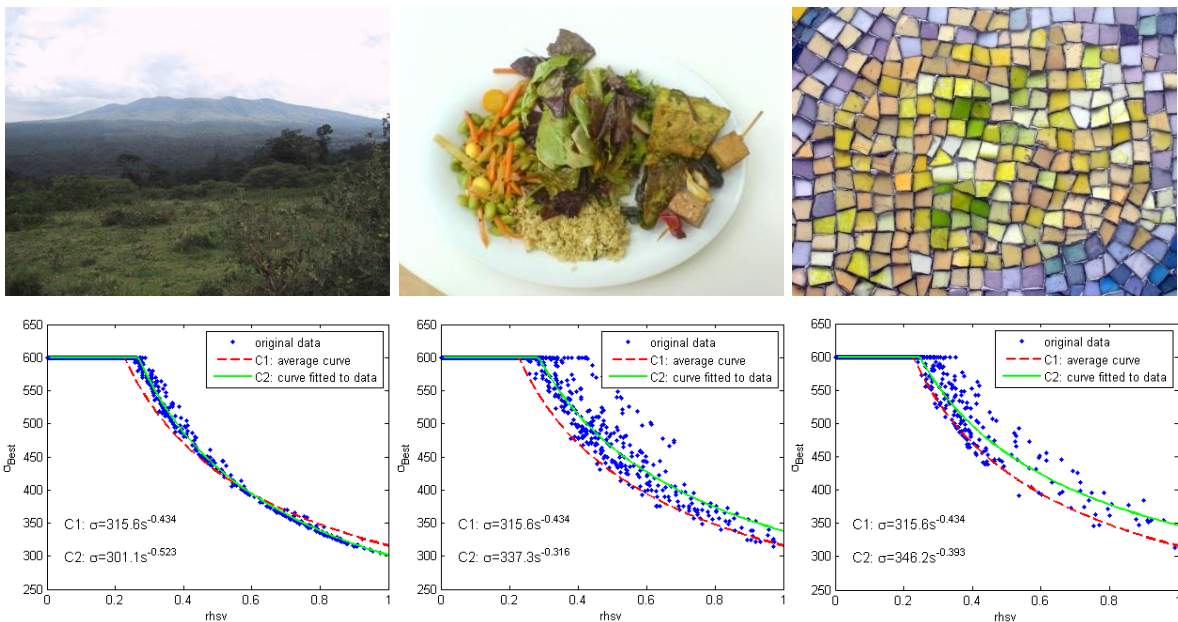 650
600
550
500
450
400
350
300
250
σBest
original data
C1: average curve
C2: curve fitted to data
C1: σ=315.6s^-0.434
C2: σ=301.1s^-0.523
0 0.2 0.4 0.6 0.8 1
rhsv
650
600
550
500
450
400
350
300
250
σBest
original data
C1: average curve
C2: curve fitted to data
C1: σ=315.6s^-0.434
C2: σ=337.3s^-0.316
0 0.2 0.4 0.6 0.8 1
rhsv
650
600
550
500
450
400
350
300
250
σBest
original data
C1: average curve
C2: curve fitted to data
C1: σ=315.6s^-0.434
C2: σ=346.2s^-0.393
0 0.2 0.4 0.6 0.8 1
rhsv